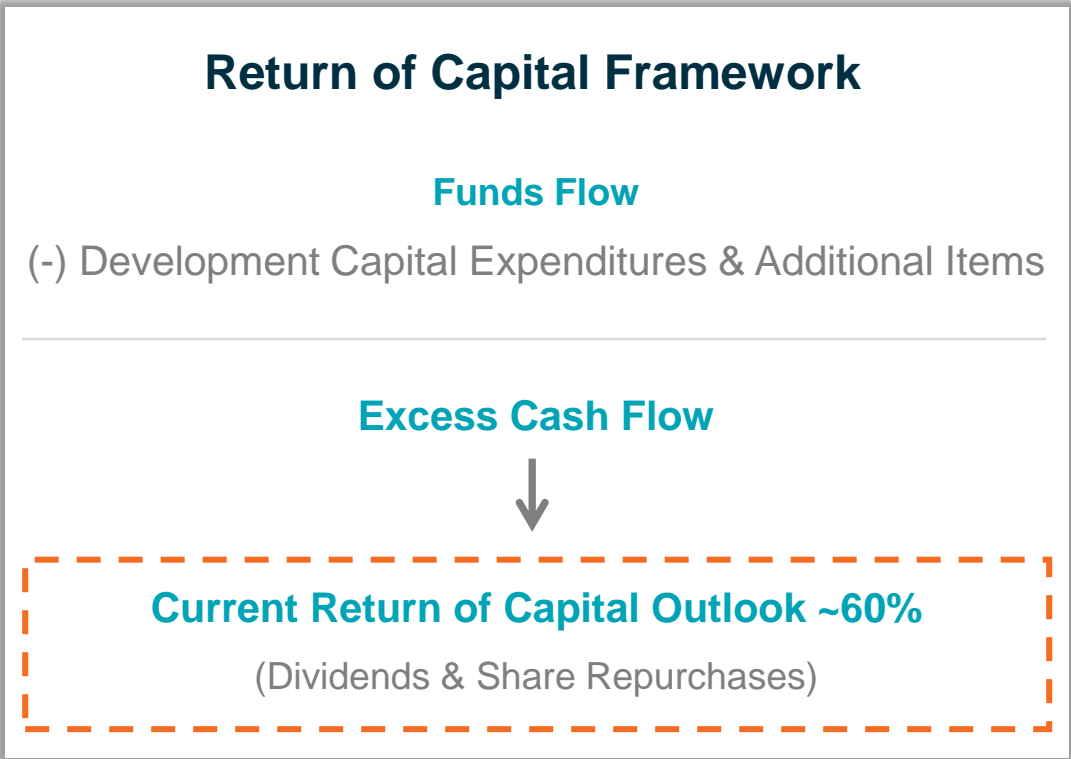 Return of Capital Framework
Funds Flow
(-) Development Capital Expenditures & Additional Items
Excess Cash Flow
Current Return of Capital Outlook ~60%
(Dividends & Share Repurchases)